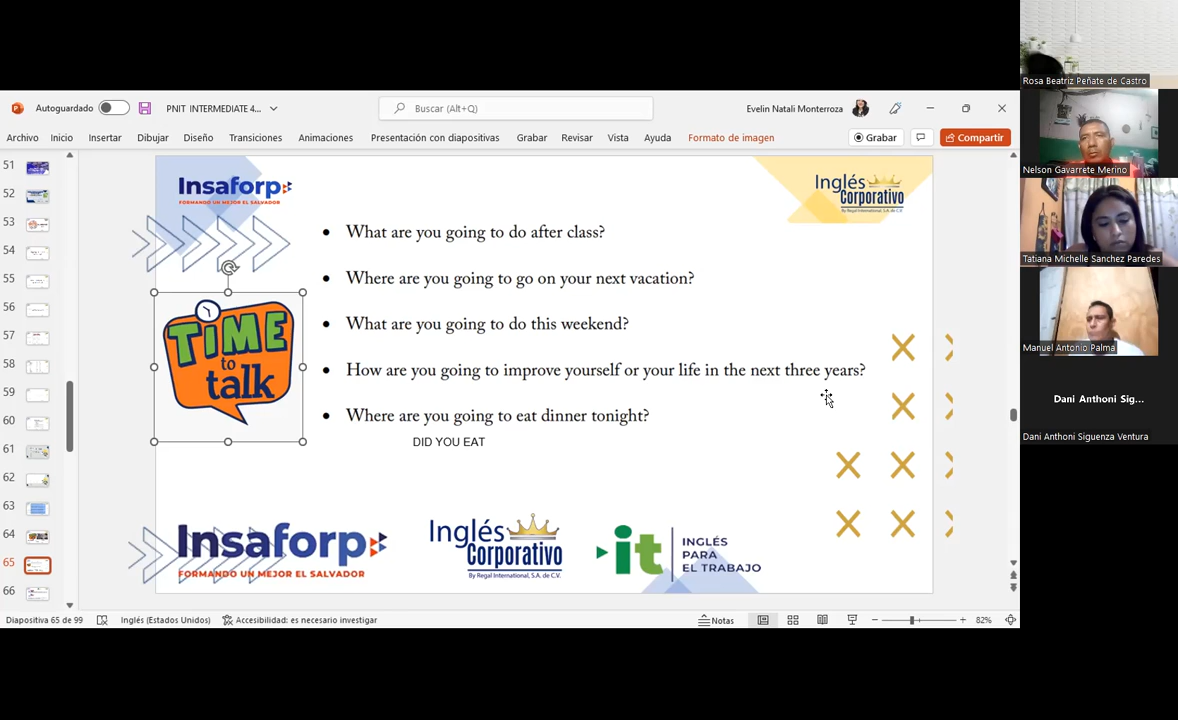 Autoguardado
PNIT INTERMEDIATE 4...
Buscar (Alt+Q)
Evelin Natali Monterroza
Archivo Inicio Insertar Dibujar Diseño Transiciones Animaciones Presentación con diapositivas Grabar Revisar Vista Ayuda Formato de imagen
Grabar
Compartir
51
52
53
54
55
56
57
58
59
60
61
62
63
64
65
66
Insaforp
FORMANDO UN MEJOR EL SALVADOR
Inglés
Corporativo
By Regal International, S.A. de C.V.
TIME
to
talk
• What are you going to do after class?
• Where are you going to go on your next vacation?
• What are you going to do this weekend?
• How are you going to improve yourself or your life in the next three years?
• Where are you going to eat dinner tonight?
DID YOU EAT
Insaforp
FORMANDO UN MEJOR EL SALVADOR
Inglés
Corporativo
By Regal International, S.A. de C.V.
it
INGLÉS
PARA
EL TRABAJO
Diapositiva 65 de 99
Inglés (Estados Unidos)
Accesibilidad: es necesario investigar
Notas
82%
Rosa Beatriz Peñate de Castro
Nelson Gavarrete Merino
Tatiana Michelle Sanchez Paredes
Manuel Antonio Palma
Dani Anthoni Sig...
Dani Anthoni Siguenza Ventura